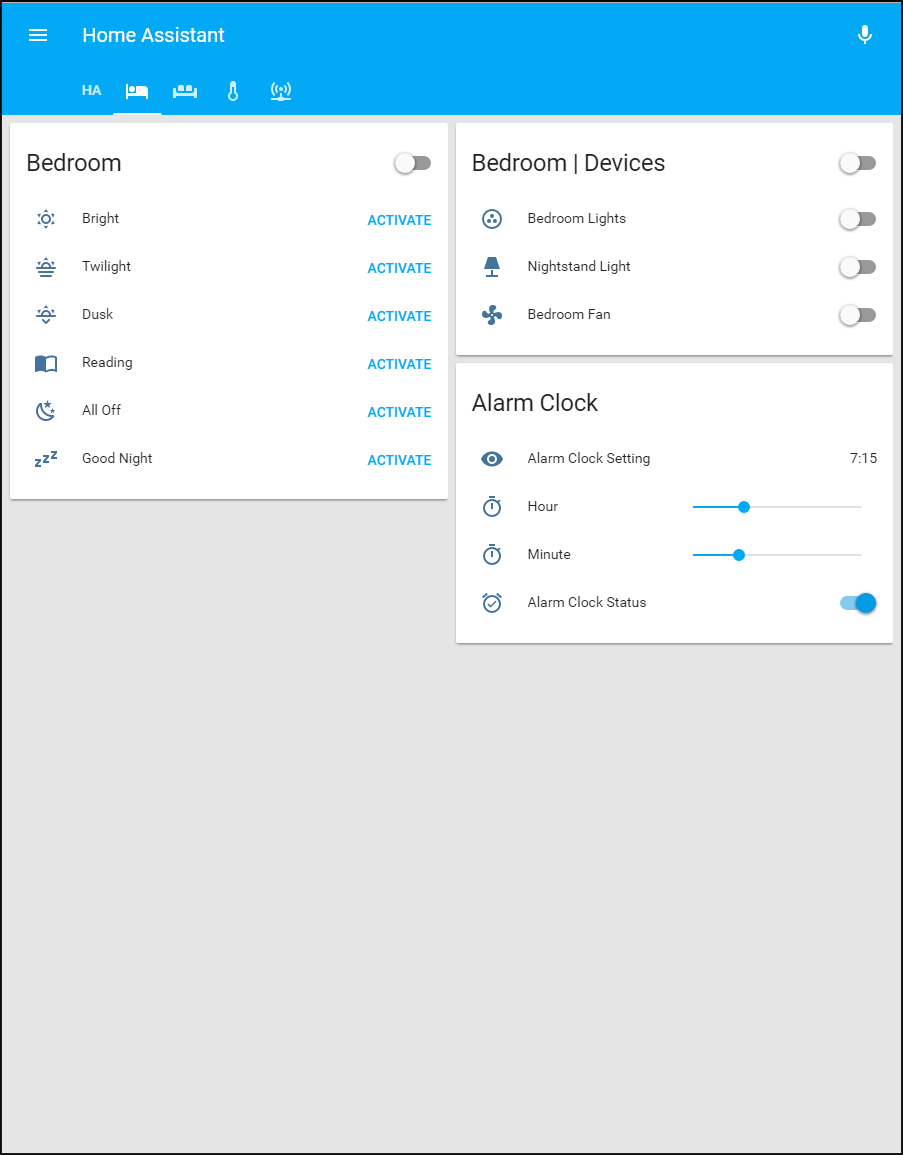 Home Assistant
HA
Bedroom
Bright ACTIVATE
Twilight ACTIVATE
Dusk ACTIVATE
Reading ACTIVATE
All Off ACTIVATE
Good Night ACTIVATE
Bedroom | Devices
Bedroom Lights
Nightstand Light
Bedroom Fan
Alarm Clock
Alarm Clock Setting 7:15
Hour
Minute
Alarm Clock Status